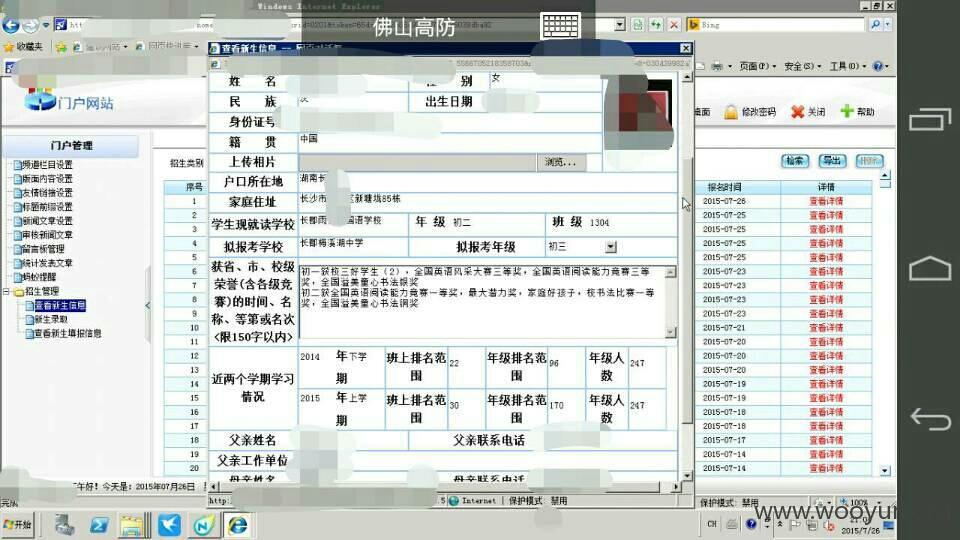 Windows Internet Explorer
佛山高防
http
Bing
收藏夹
查看新生信息 -- 网页对话框
页面(P) 安全(S) 工具(O)
门户网站
桌面 修改密码 关闭 帮助
门户管理
频道栏目设置
版面内容设置
友情链接设置
标题前缀设置
新闻文章设置
审核新闻文章
留言板管理
统计发表文章
蚂蚁提醒
招生管理
查看新生信息
新生录取
查看新生填报信息
招生类别
检索 导出 删除
序号 报名时间 详情
1 2015-07-26 查看详情
2 2015-07-25 查看详情
3 2015-07-25 查看详情
4 2015-07-25 查看详情
5 2015-07-25 查看详情
6 2015-07-23 查看详情
7 2015-07-25 查看详情
8 2015-07-23 查看详情
9 2015-07-23 查看详情
10 2015-07-21 查看详情
11 2015-07-20 查看详情
12 2015-07-20 查看详情
13 2015-07-20 查看详情
14 2015-07-19 查看详情
15 2015-07-19 查看详情
16 2015-07-18 查看详情
17 2015-07-18 查看详情
18 2015-07-17 查看详情
19 2015-07-14 查看详情
20 2015-07-14 查看详情
姓 名 性 别 女
民 族 汉 出生日期
身份证号
籍 贯 中国
上传相片 浏览...
户口所在地 湖南长
家庭住址 长沙市 区新塘垅85栋
学生现就读学校 长郡雨 国语学校 年 级 初二 班 级 1304
拟报考学校 长郡梅溪湖中学 拟报考年级 初三
获省、市、校级荣誉(含各级竞赛)的时间、名称、等第或名次<限150字以内>
初一获校三好学生(2),全国英语风采大赛三等奖,全国英语阅读能力竞赛三等
奖,全国溢美童心书法银奖
初二获全国英语阅读能力竞赛一等奖,最大潜力奖,家庭好孩子,校书法比赛一等
奖,全国溢美童心书法铜奖
近两个学期学习情况
2014 年下学期 班上排名范围 22 年级排名范围 96 年级人数 247
2015 年上学期 班上排名范围 30 年级排名范围 170 年级人数 247
父亲姓名 父亲联系电话
父亲工作单位
母亲姓名 母亲联系电话
午好!今天是:2015年07月26日
http: Internet | 保护模式: 禁用
保护模式: 禁用 100%
完成
开始
CH
2015/7/26
www.wooyun